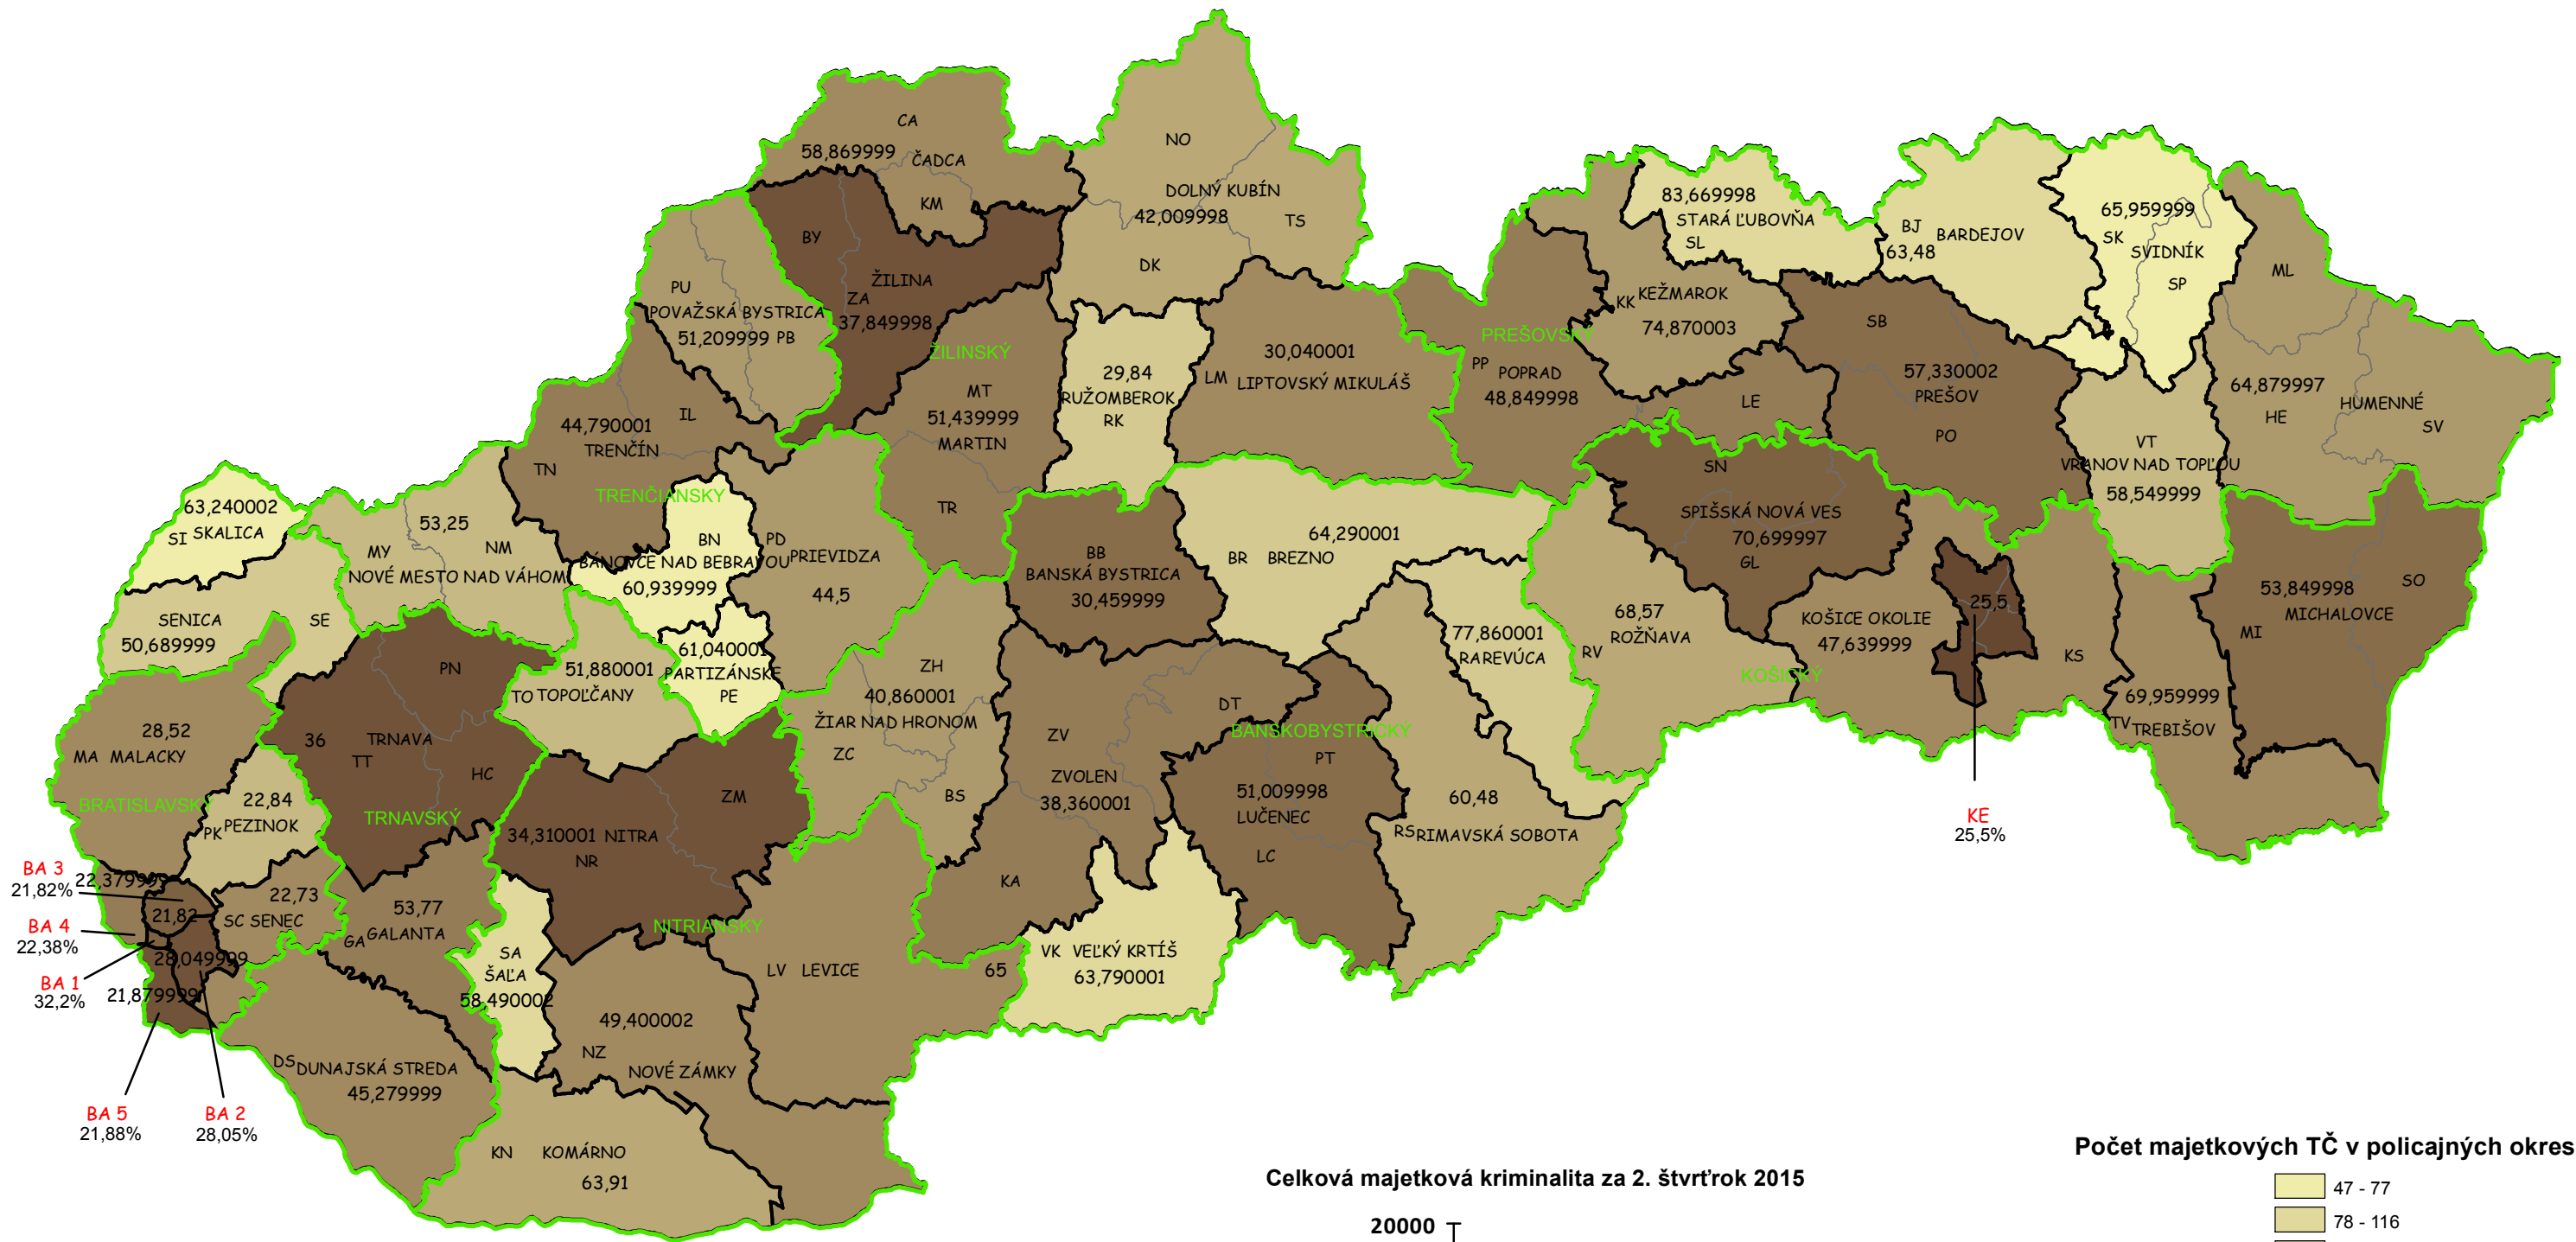 CA
58,869999
ČADCA
KM
NO
DOLNÝ KUBÍN
42,009998
TS
DK
BY
ŽILINA
ZA
37,849998
PU
POVAŽSKÁ BYSTRICA
51,209999 PB
ŽILINSKÝ
MT
51,439999
MARTIN
TR
29,84
RUŽOMBEROK
RK
30,040001
LM LIPTOVSKÝ MIKULÁŠ
83,669998
STARÁ ĽUBOVŇA
SL
BJ BARDEJOV
63,48
65,959999
SK
SVIDNÍK
SP
ML
KK KEŽMAROK
74,870003
PREŠOVSKÝ
PP POPRAD
48,849998
LE
SB
57,330002
PREŠOV
PO
64,879997
HUMENNÉ
HE
SV
VT
VRANOV NAD TOPĽOU
58,549999
IL
44,790001
TRENČÍN
TN
TRENČIANSKY
63,240002
SI SKALICA
53,25
MY
NM
NOVÉ MESTO NAD VÁHOM
BN
BÁNOVCE NAD BEBRAVOU
60,939999
PD
PRIEVIDZA
44,5
SENICA
SE
50,689999
BB
BANSKÁ BYSTRICA
30,459999
64,290001
BR BREZNO
SN
SPIŠSKÁ NOVÁ VES
70,699997
GL
68,57
ROŽŇAVA
RV
KOŠICE OKOLIE
47,639999
25,5
KS
KOŠICKÝ
53,849998
SO
MICHALOVCE
MI
69,959999
TV
TREBIŠOV
KE
25,5%
77,860001
RAREVÚCA
PN
36
TRNAVA
TT
HC
TRNAVSKÝ
51,880001
TO TOPOĽČANY
61,040001
PARTIZÁNSKE
PE
ZH
40,860001
ŽIAR NAD HRONOM
ZC
BS
DT
BANSKOBYSTRICKÝ
ZV
ZVOLEN
38,360001
KA
PT
51,009998
LUČENEC
LC
60,48
RS
RIMAVSKÁ SOBOTA
28,52
MA MALACKY
BRATISLAVSKÝ
22,84
PK
PEZINOK
ZM
34,310001 NITRA
NR
NITRIANSKY
BA 3
21,82%
22,379999
21,82
22,73
SC SENEC
BA 4
22,38%
28,049999
BA 1
32,2%
21,879999
53,77
GA
GALANTA
SA
ŠAĽA
58,490002
LV LEVICE
65
VK VEĽKÝ KRTÍŠ
63,790001
49,400002
NZ
NOVÉ ZÁMKY
DS
DUNAJSKÁ STREDA
45,279999
BA 5
21,88%
BA 2
28,05%
KN KOMÁRNO
63,91
Celková majetková kriminalita za 2. štvrťrok 2015
20000
Počet majetkových TČ v policajných okres
47 - 77
78 - 116